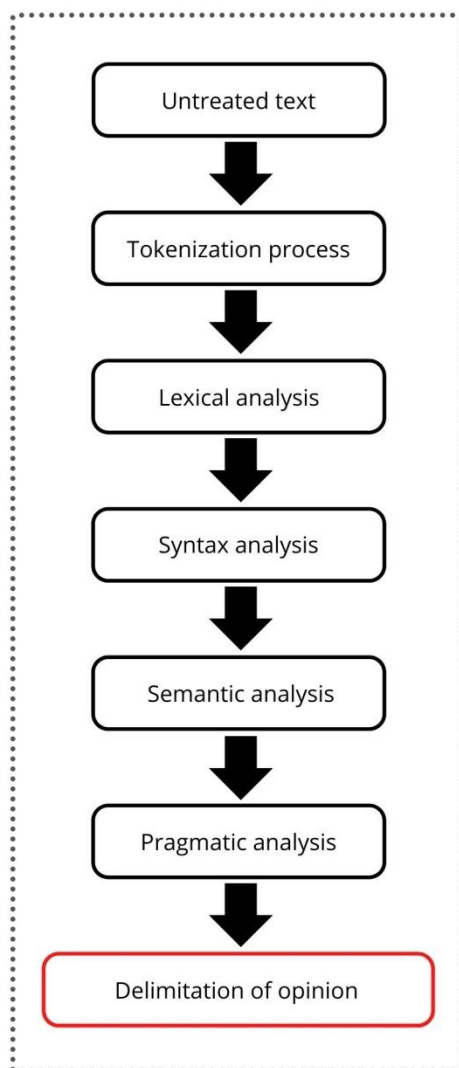 Untreated text
Tokenization process
Lexical analysis
Syntax analysis
Semantic analysis
Pragmatic analysis
Delimitation of opinion